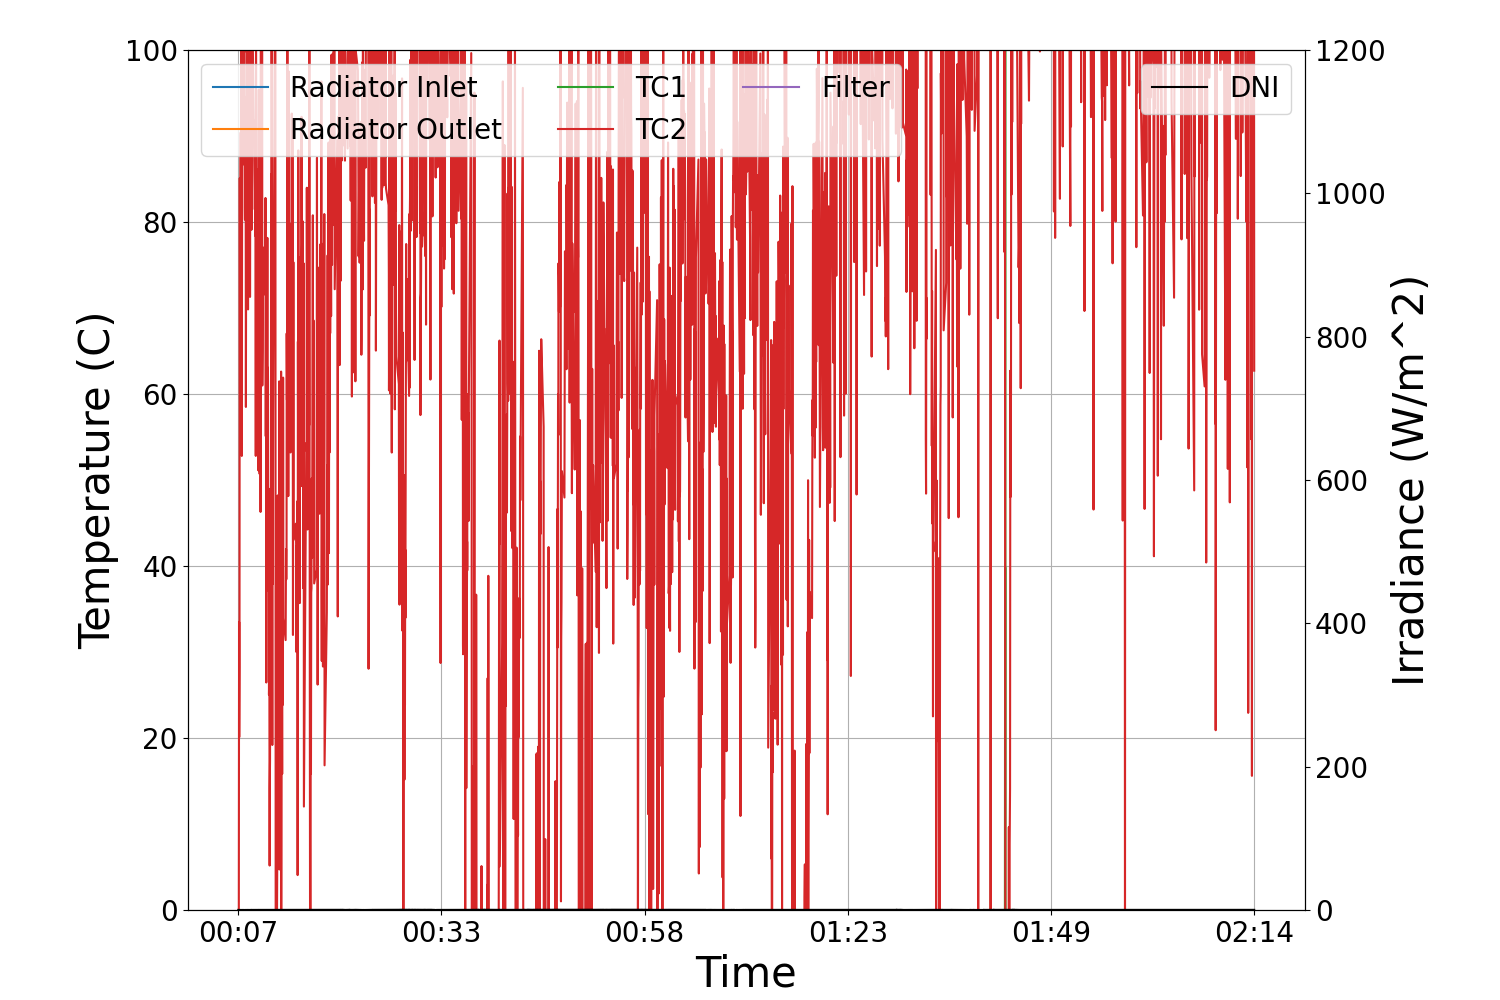 100
80
60
40
20
0
Temperature (C)
Radiator Inlet
Radiator Outlet
TC1
TC2
Filter
DNI
1200
1000
800
600
400
200
0
Irradiance (W/m^2)
00:07 00:33 00:58 01:23 01:49 02:14
Time